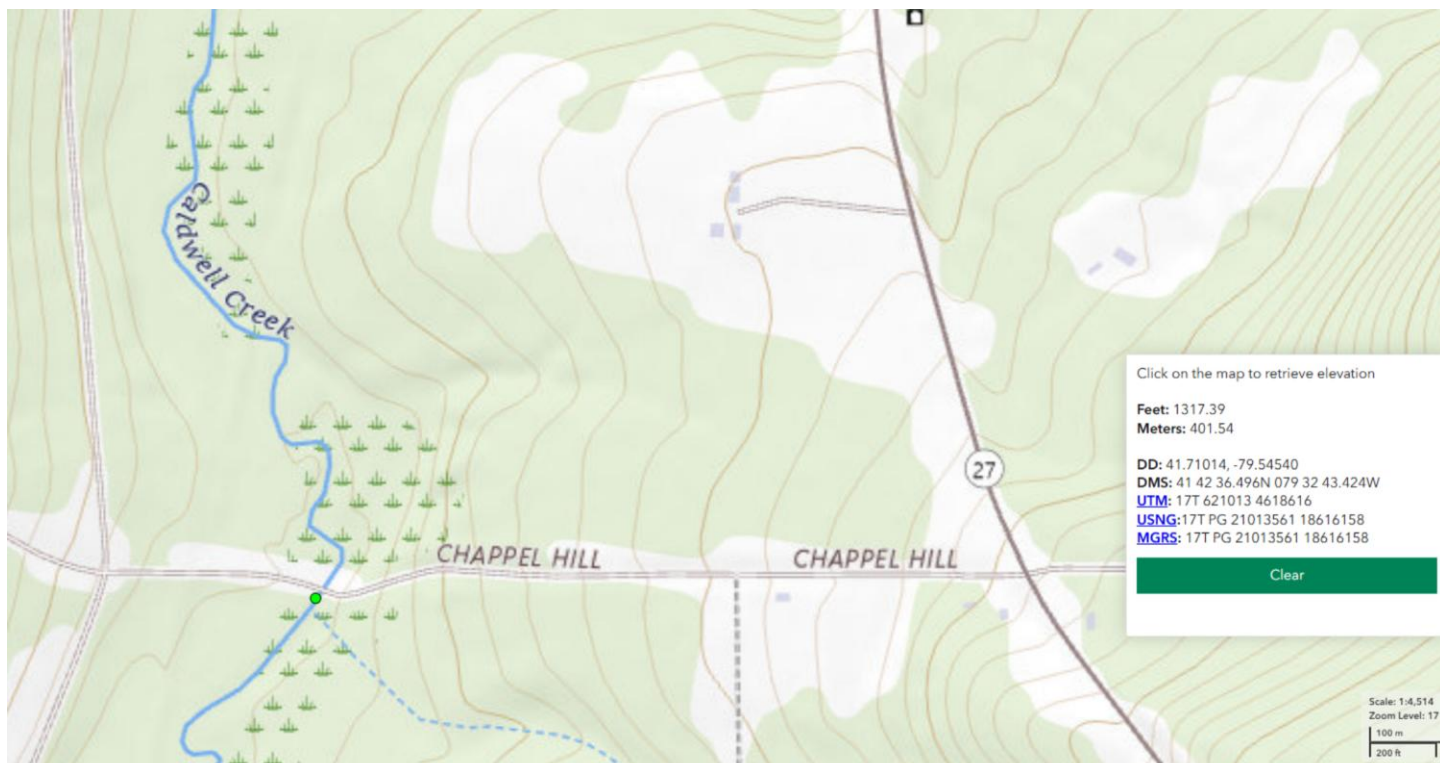 Caldwell Creek
27
CHAPPEL HILL
CHAPPEL HILL
Click on the map to retrieve elevation
Feet: 1317.39
Meters: 401.54
DD: 41.71014, -79.54540
DMS: 41 42 36.496N 079 32 43.424W
UTM: 17T 621013 4618616
USNG:17T PG 21013561 18616158
MGRS: 17T PG 21013561 18616158
Clear
Scale: 1:4,514
Zoom Level: 17
100 m
200 ft